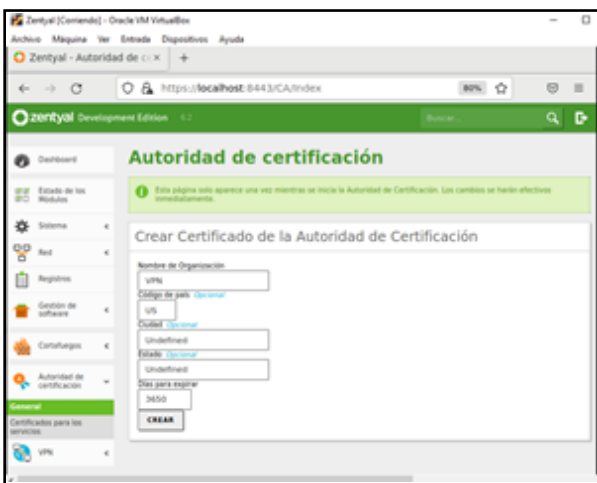 Zentyal [Corriendo] - Oracle VM VirtualBox
Archivo Máquina Ver Entrada Dispositivos Ayuda
Zentyal - Autoridad de ce
https://localhost:8443/CA/Index
80%
zentyal Development Edition 6.2
Buscar...
Dashboard
Estado de los
Módulos
Sistema
Red
Registros
Gestión de
software
Cortafuegos
Autoridad de
certificación
General
Certificados para los
servicios
VPN
Autoridad de certificación
Esta página solo aparece una vez mientras se inicia la Autoridad de Certificación. Los cambios se harán efectivos
inmediatamente.
Crear Certificado de la Autoridad de Certificación
Nombre de Organización
VPN
Código de país Opcional
US
Ciudad Opcional
Undefined
Estado Opcional
Undefined
Días para expirar
3650
CREAR